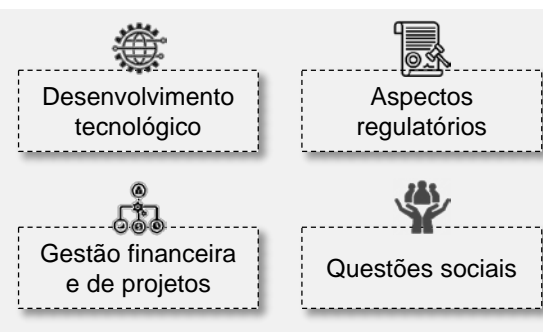 Desenvolvimento
tecnológico
Aspectos
regulatórios
Gestão financeira
e de projetos
Questões sociais